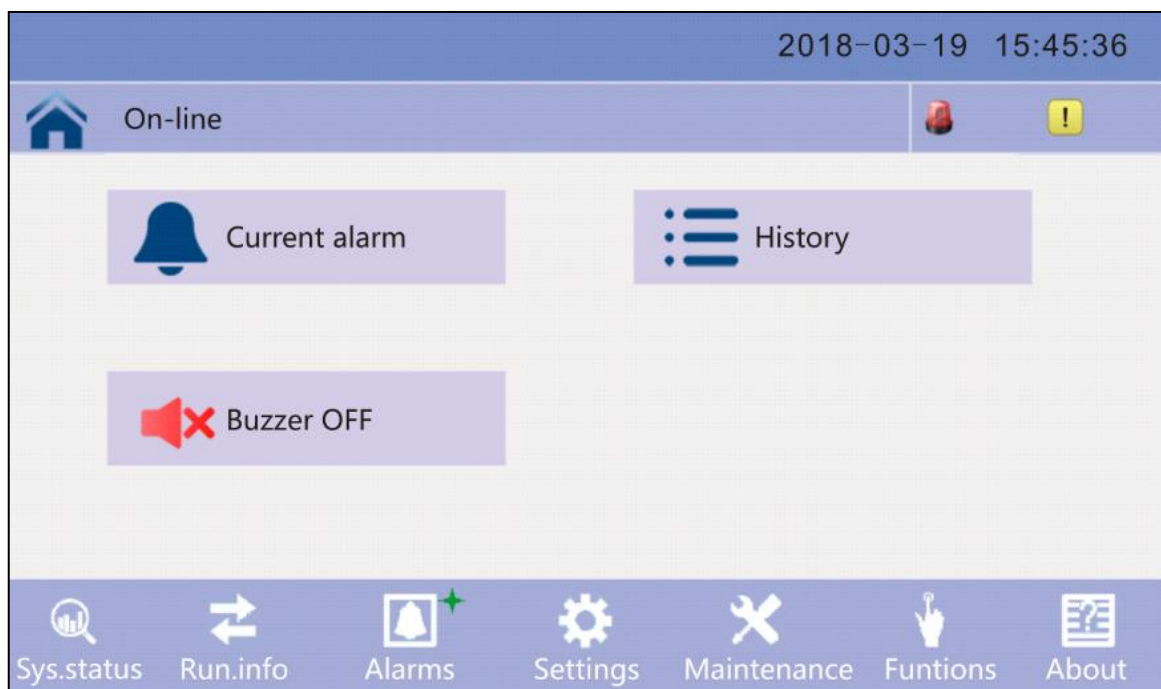 2018-03-19 15:45:36
On-line
!
Current alarm
History
Buzzer OFF
Sys.status Run.info Alarms Settings Maintenance Funtions About